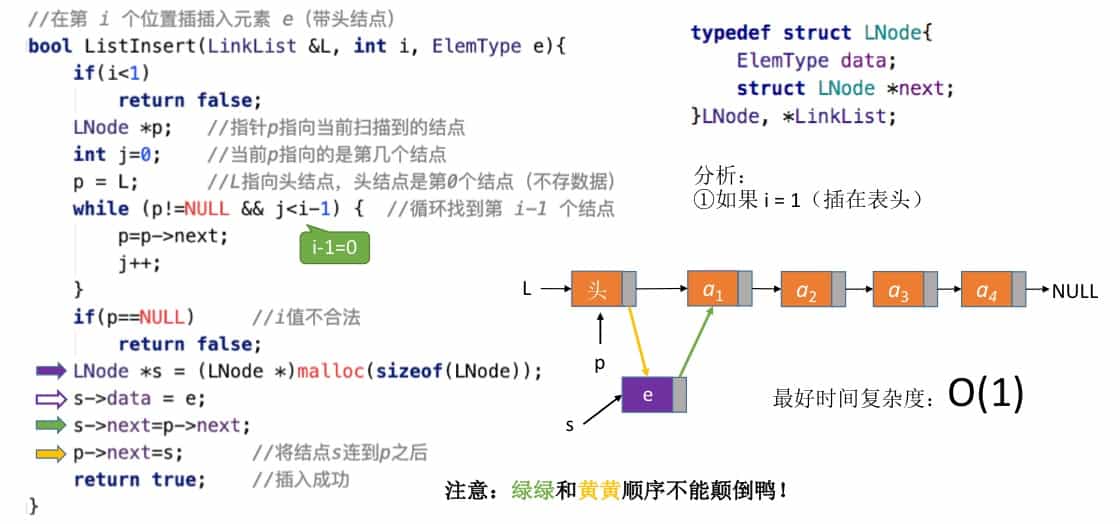 //在第 i 个位置插插入元素 e（带头结点）
bool ListInsert(LinkList &L, int i, ElemType e){
if(i<1)
return false;
LNode *p; //指针p指向当前扫描到的结点
int j=0; //当前p指向的是第几个结点
p = L; //L指向头结点，头结点是第0个结点（不存数据）
while (p!=NULL && j<i-1) { //循环找到第 i-1 个结点
i-1=0
p=p->next;
j++;
}
if(p==NULL) //i值不合法
return false;
LNode *s = (LNode *)malloc(sizeof(LNode));
s->data = e;
s->next=p->next;
p->next=s; //将结点s连到p之后
return true; //插入成功
}
typedef struct LNode{
ElemType data;
struct LNode *next;
}LNode, *LinkList;
分析：
①如果 i = 1（插在表头）
L 头 a1 a2 a3 a4 NULL
p
e
s
最好时间复杂度：O(1)
注意：绿绿和黄黄顺序不能颠倒鸭！